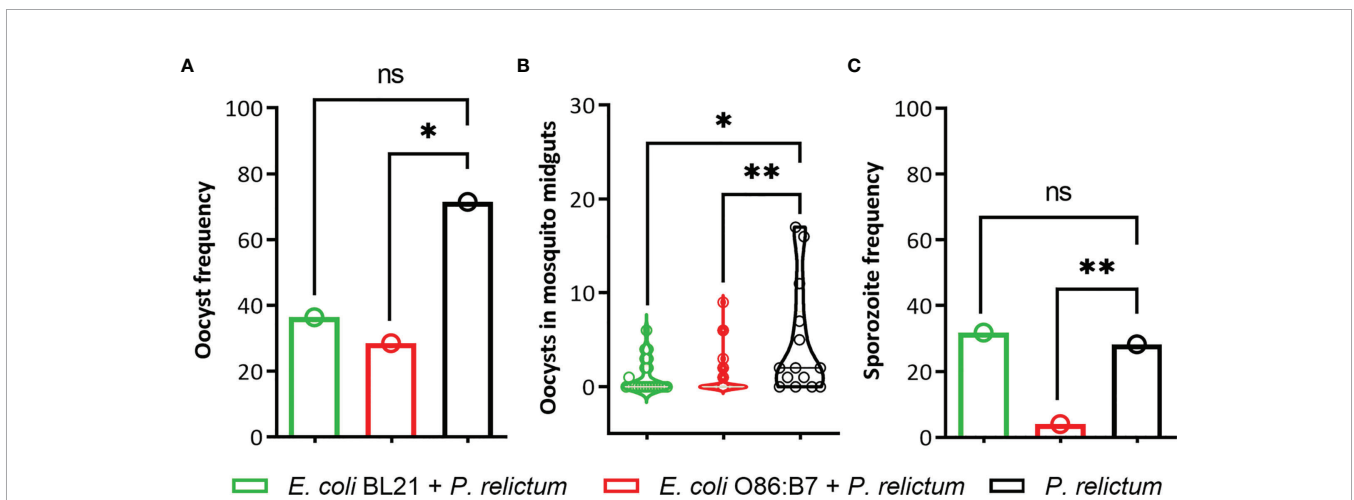 A
ns
*
100
80
60
40
20
0
Oocyst frequency
B
*
**
30
20
10
0
Oocysts in mosquito midguts
C
ns
**
100
80
60
40
20
0
Sporozoite frequency
E. coli BL21 + P. relictum
E. coli O86:B7 + P. relictum
P. relictum